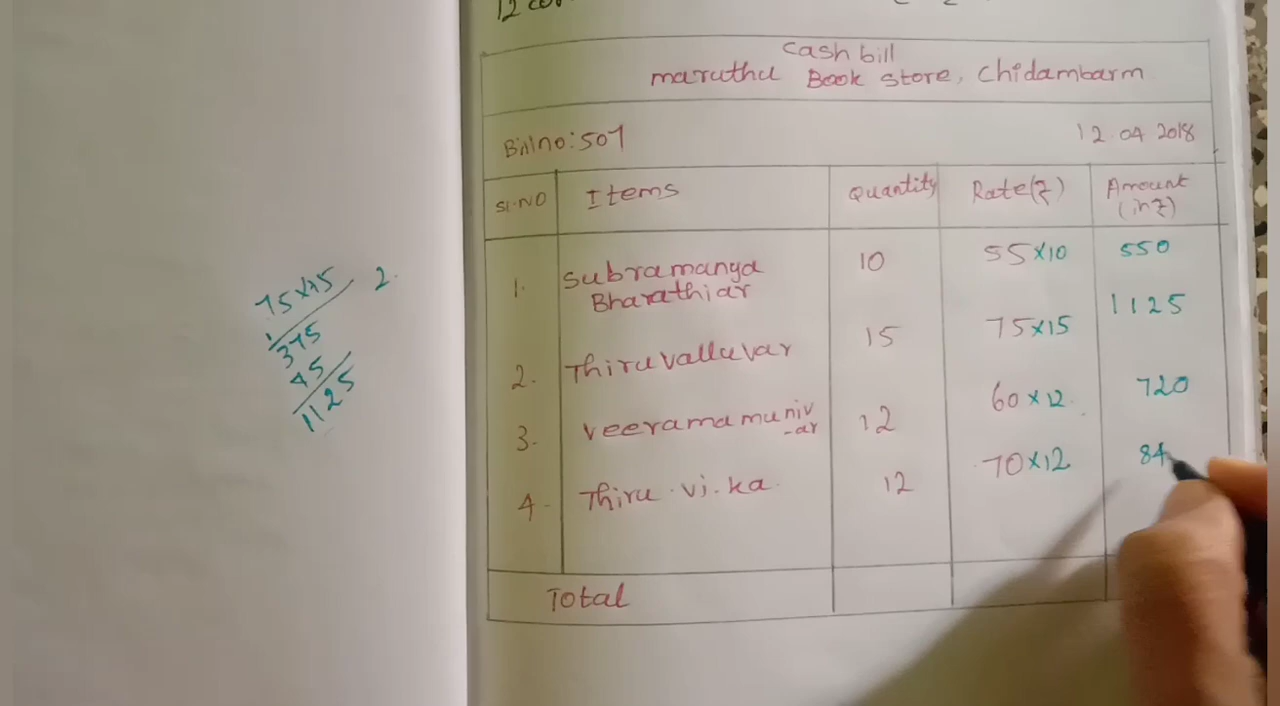 Cash bill
maruthu Book store, Chidambarm
Bill no: 507 12.04 2018
Sl.NO Items Quantity Rate(₹) Amount (in ₹)
1. Subramanya Bharathiar 10 55×10 550
2. Thiruvalluvar 15 75×15 1125
3. Veeramamuniv-ar 12 60×12 720
4. Thiru.vi.ka. 12 70×12 84
Total
75×15 2.
1
375
45
1125